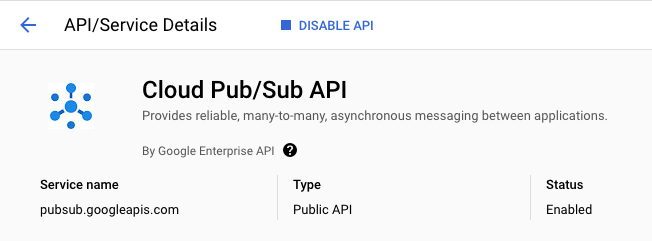 API/Service Details
DISABLE API
Cloud Pub/Sub API
Provides reliable, many-to-many, asynchronous messaging between applications.
By Google Enterprise API ?
Service name
pubsub.googleapis.com
Type
Public API
Status
Enabled